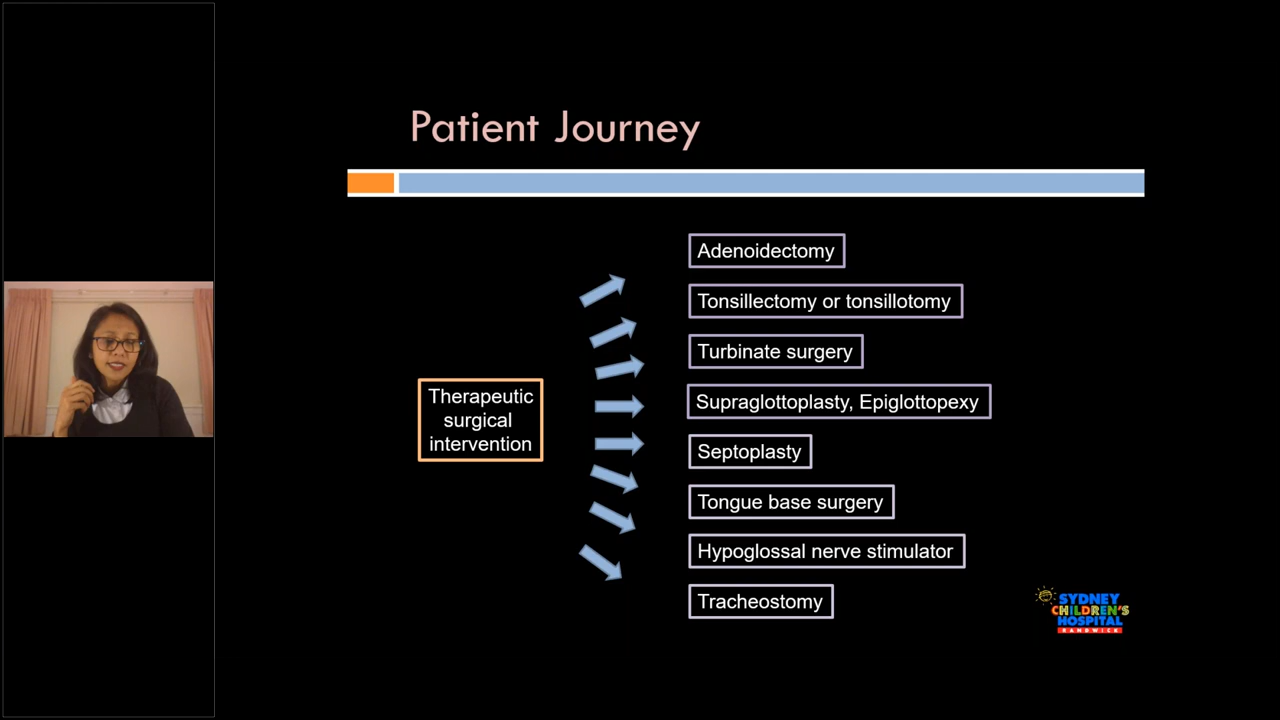 Patient Journey
Therapeutic
surgical
intervention
Adenoidectomy
Tonsillectomy or tonsillotomy
Turbinate surgery
Supraglottoplasty, Epiglottopexy
Septoplasty
Tongue base surgery
Hypoglossal nerve stimulator
Tracheostomy
SYDNEY
CHILDREN'S
HOSPITAL
RANDWICK